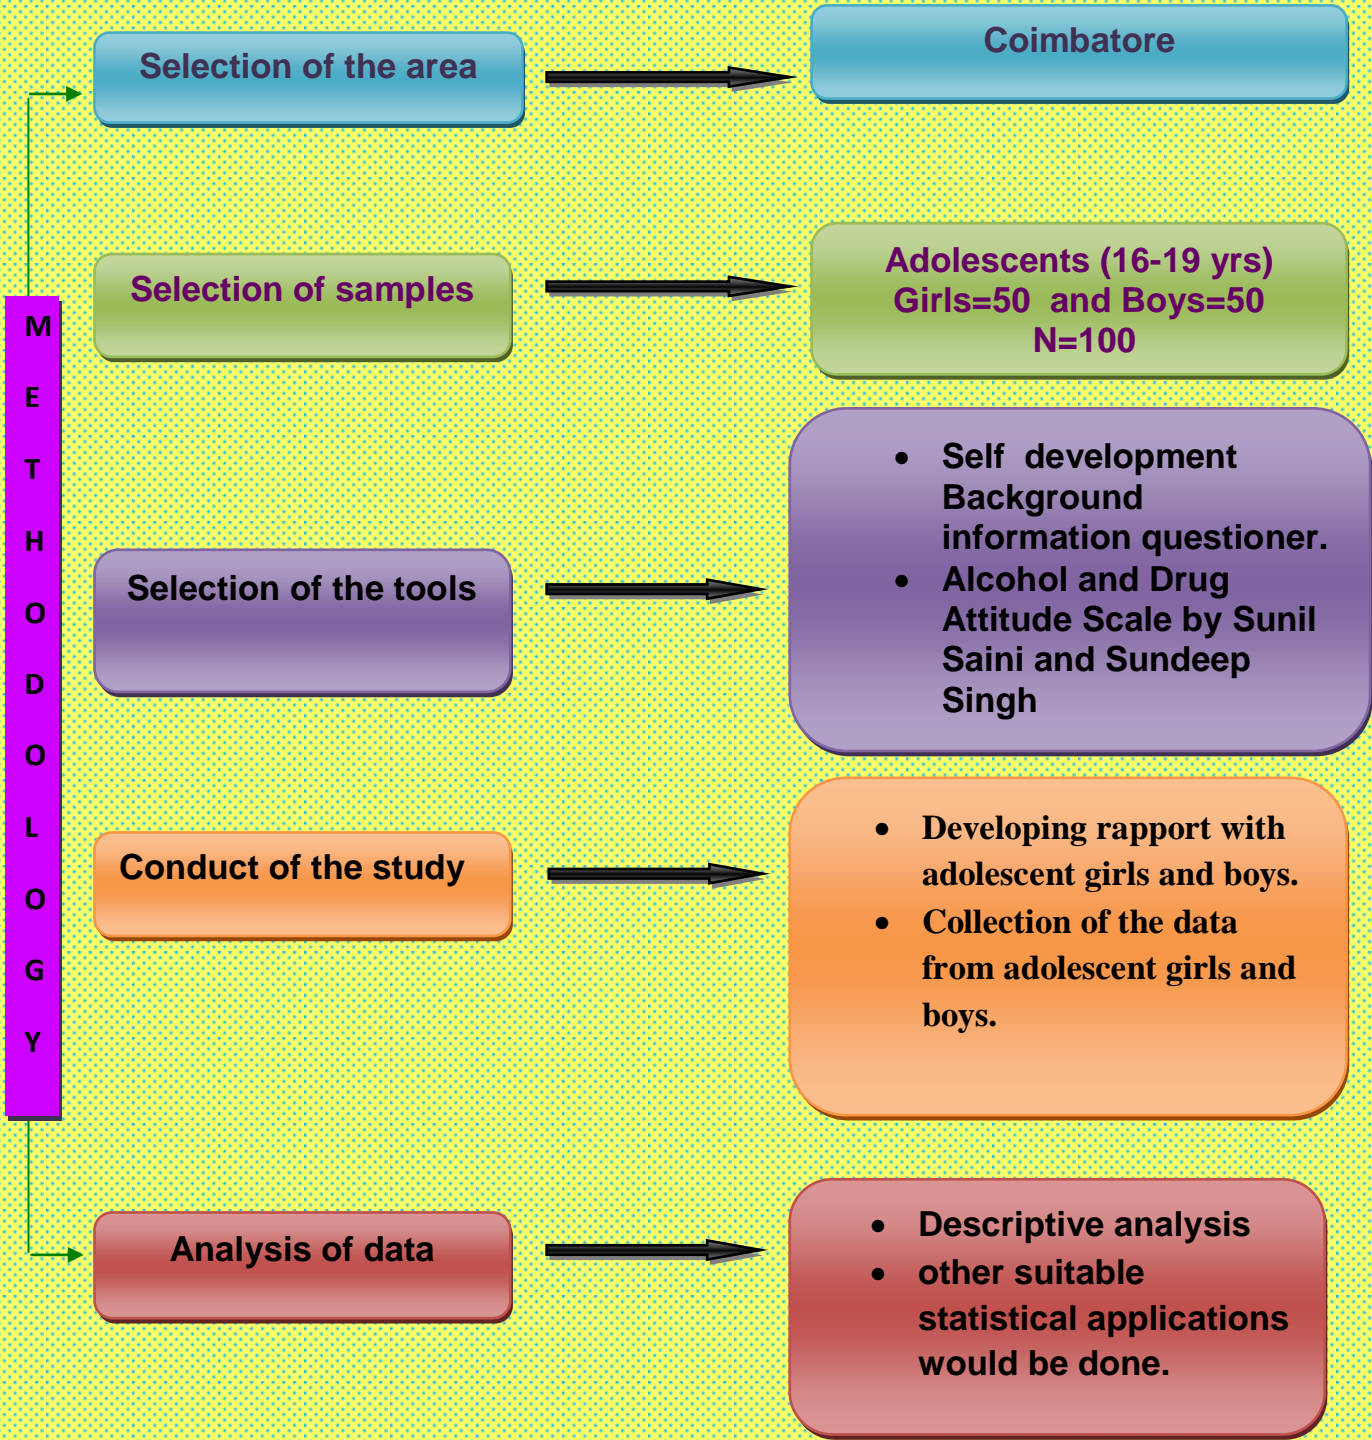 Selection of the area
Coimbatore
Selection of samples
Adolescents (16-19 yrs)
Girls=50 and Boys=50
N=100
M
E
T
H
O
D
O
L
O
G
Y
Selection of the tools
• Self development
Background
information questioner.
• Alcohol and Drug
Attitude Scale by Sunil
Saini and Sundeep
Singh
Conduct of the study
• Developing rapport with
adolescent girls and boys.
• Collection of the data
from adolescent girls and
boys.
Analysis of data
• Descriptive analysis
• other suitable
statistical applications
would be done.